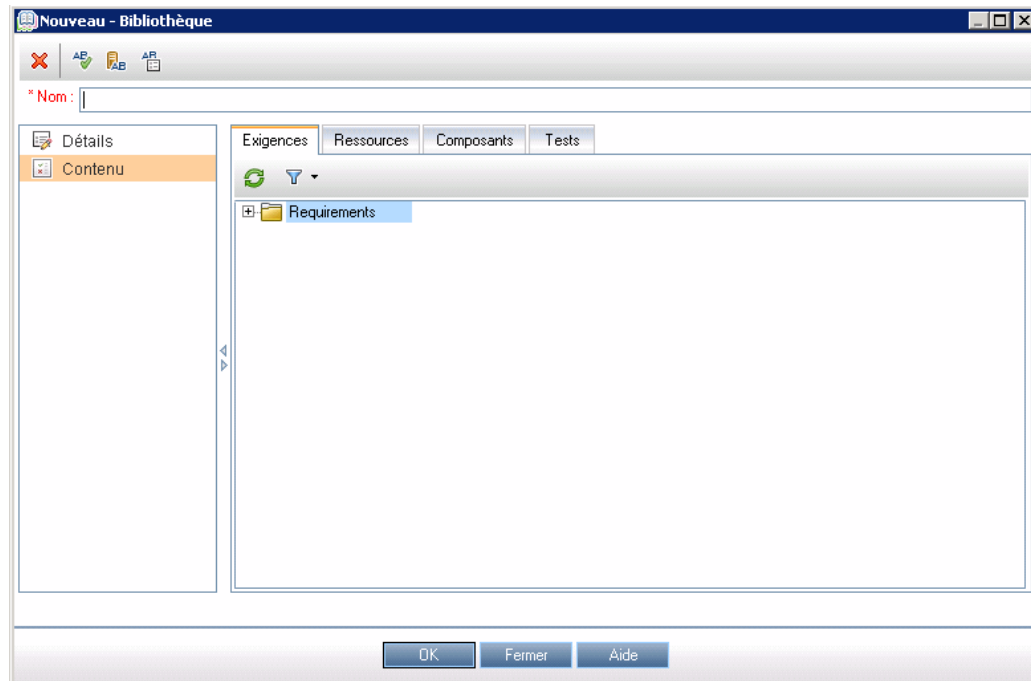 Nouveau - Bibliothèque
* Nom :
Détails
Contenu
Exigences Ressources Composants Tests
Requirements
OK Fermer Aide